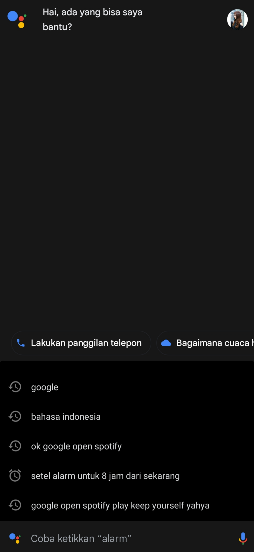 Hai, ada yang bisa saya
bantu?
Lakukan panggilan telepon
Bagaimana cuaca h
google
bahasa indonesia
ok google open spotify
setel alarm untuk 8 jam dari sekarang
google open spotify play keep yourself yahya
Coba ketikkan "alarm"